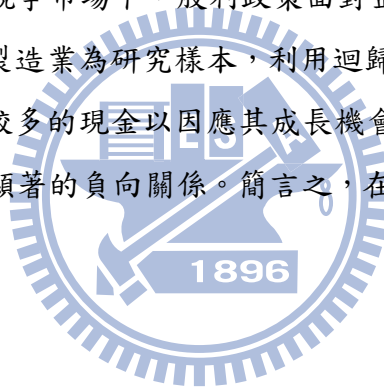 競爭市場下，股利政策面對
製造業為研究樣本，利用迴歸
較多的現金以因應其成長機會
顯著的負向關係。簡言之，在
E S
1896